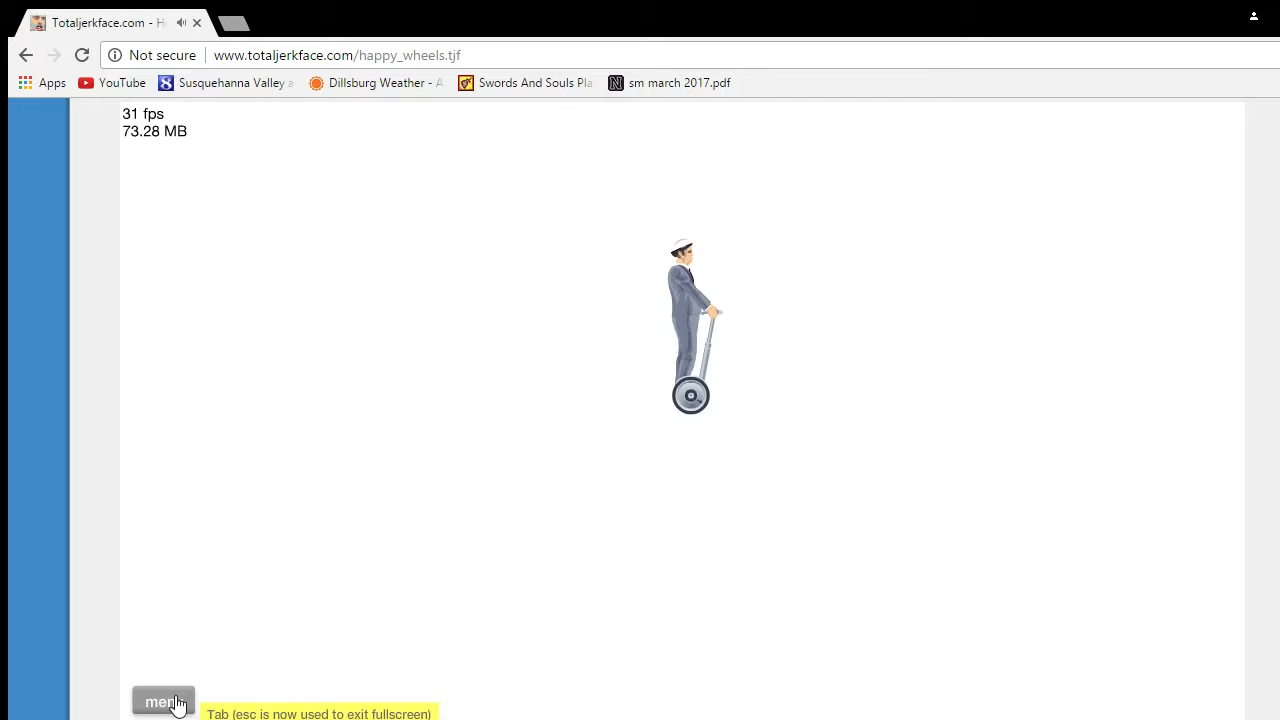 Totaljerkface.com - H
Not secure www.totaljerkface.com/happy_wheels.tjf
Apps YouTube Susquehanna Valley a Dillsburg Weather - A Swords And Souls Pla sm march 2017.pdf
31 fps
73.28 MB
Tab (esc is now used to exit fullscreen)